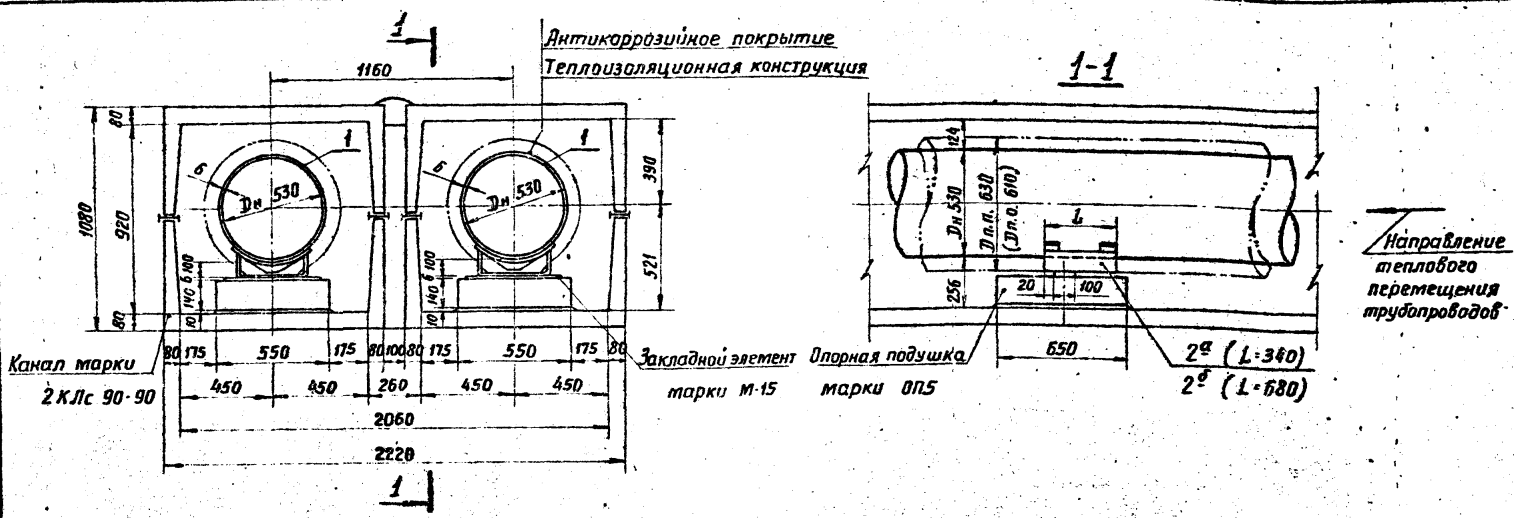 1
Антикоррозийное покрытие
Теплоизоляционная конструкция
1160
80
1080
920
80
1
б
Dн 530
б 100
140
10
1
б
Dн 530
б 100
140
10
390
521
80 175 550 175 80 100 80 175 550 175 80
450 450 260 450 450
2060
2220
Канал марки
2 КЛс 90-90
Закладной элемент
марки М-15
1
1-1
124
Dн 530
Dп.п. 630
(Dп.о. 610)
256
L
20 100
650
Опорная подушка
марки ОП5
2а (L=340)
2б (L=680)
Направление
теплового
перемещения
трубопроводов